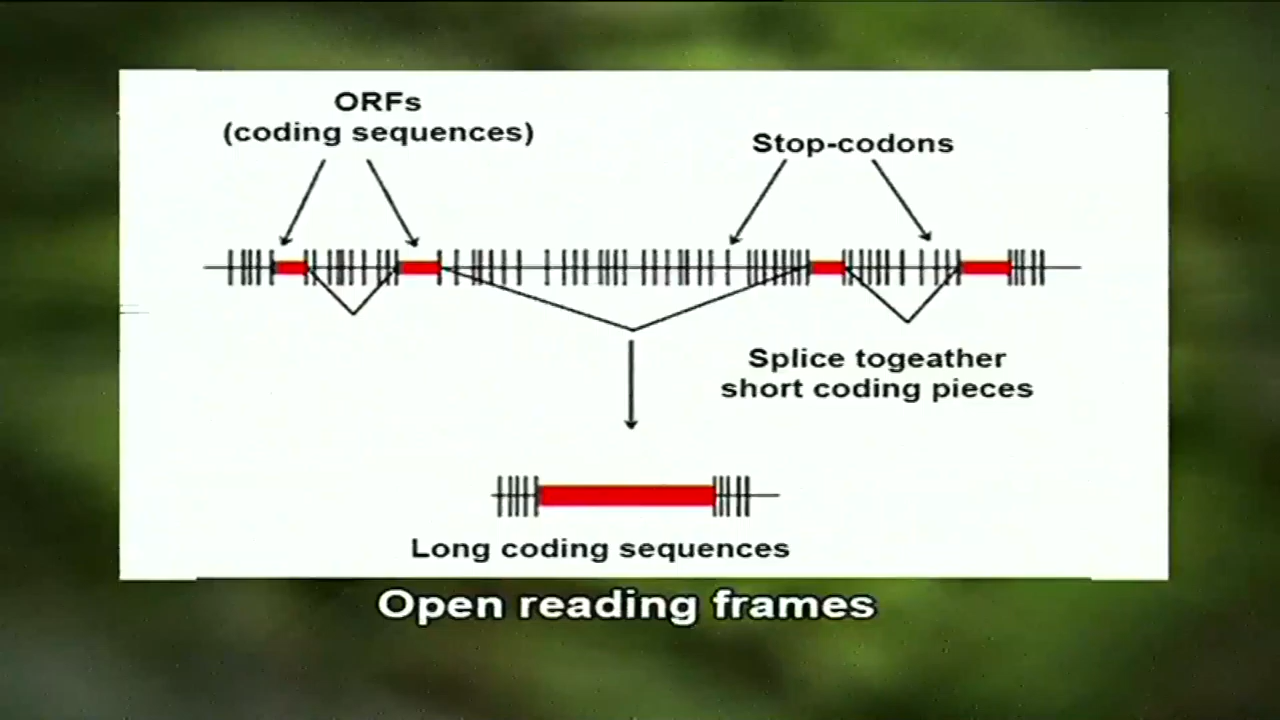 ORFs
(coding sequences)
Stop-codons
Splice togeather
short coding pieces
Long coding sequences
Open reading frames